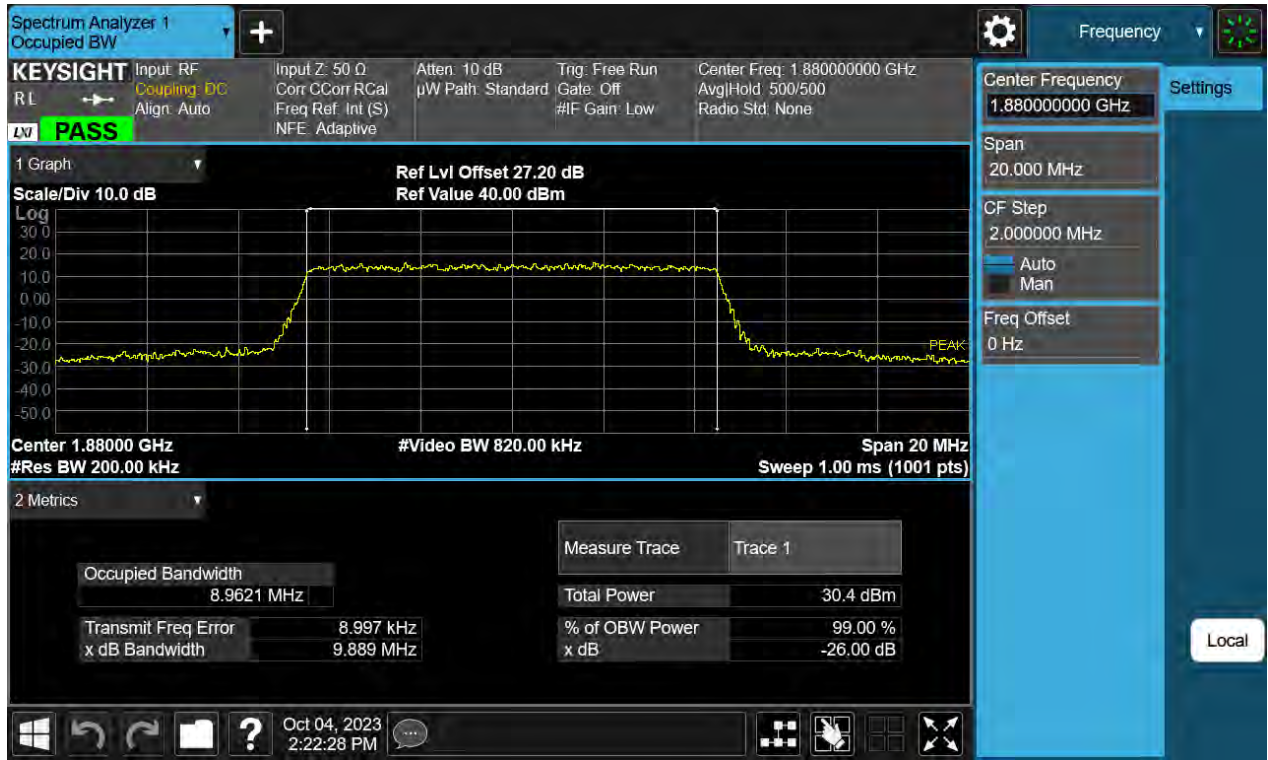 Spectrum Analyzer 1
Occupied BW
+
Frequency
KEYSIGHT
RL
LXI
PASS
Input: RF
Coupling: DC
Align: Auto
Input Z: 50 Ω
Corr CCorr RCal
Freq Ref: Int (S)
NFE: Adaptive
Atten: 10 dB
µW Path: Standard
Trig: Free Run
Gate: Off
#IF Gain: Low
Center Freq: 1.880000000 GHz
Avg|Hold: 500/500
Radio Std: None
Center Frequency
1.880000000 GHz
Settings
Span
20.000 MHz
CF Step
2.000000 MHz
Auto
Man
Freq Offset
0 Hz
Local
1 Graph
Scale/Div 10.0 dB
Ref Lvl Offset 27.20 dB
Ref Value 40.00 dBm
Log
30.0
20.0
10.0
0.00
-10.0
-20.0
-30.0
-40.0
-50.0
PEAK
Center 1.88000 GHz
#Video BW 820.00 kHz
Span 20 MHz
#Res BW 200.00 kHz
Sweep 1.00 ms (1001 pts)
2 Metrics
Occupied Bandwidth
8.9621 MHz
Transmit Freq Error 8.997 kHz
x dB Bandwidth 9.889 MHz
Measure Trace Trace 1
Total Power 30.4 dBm
% of OBW Power 99.00 %
x dB -26.00 dB
?
Oct 04, 2023
2:22:28 PM